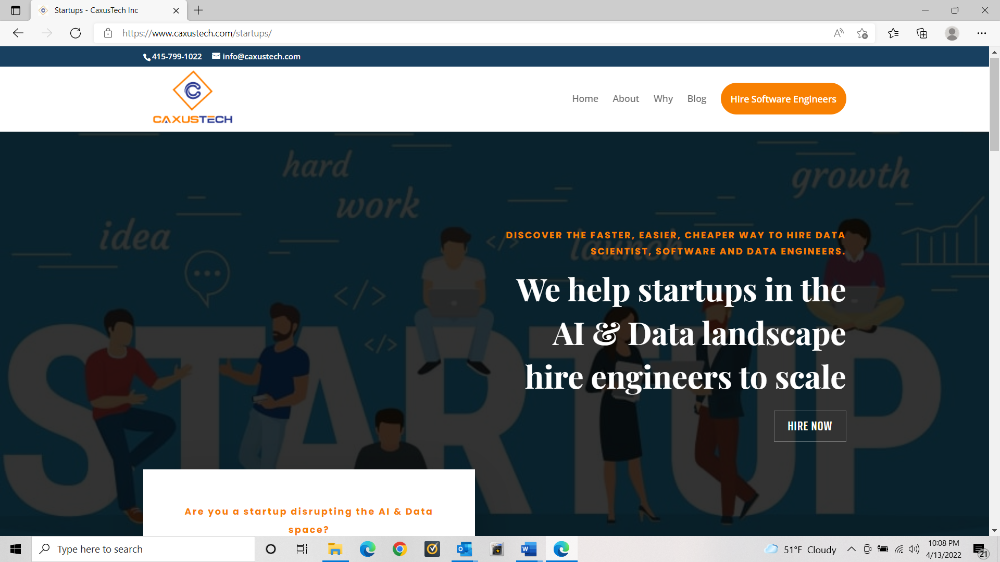 Startups - CaxusTech Inc
https://www.caxustech.com/startups/
415-799-1022 info@caxustech.com
C
CAXUSTECH
Home About Why Blog Hire Software Engineers
hard
work
idea
growth
launch
DISCOVER THE FASTER, EASIER, CHEAPER WAY TO HIRE DATA
SCIENTIST, SOFTWARE AND DATA ENGINEERS.
We help startups in the
AI & Data landscape
hire engineers to scale
HIRE NOW
</>
</>
</>
STARTUP
Are you a startup disrupting the AI & Data
space?
Type here to search
51°F Cloudy
10:08 PM
4/13/2022
21